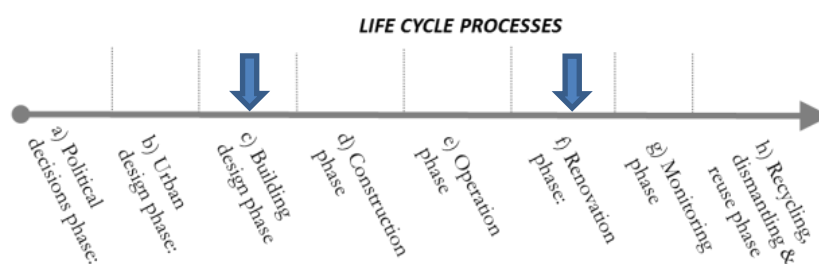 LIFE CYCLE PROCESSES
a) Political
decisions phase:
b) Urban
design phase:
c) Building
design phase
d) Construction
phase
e) Operation
phase
f) Renovation
phase:
g) Monitoring
phase
h) Recycling,
dismantling &
reuse phase